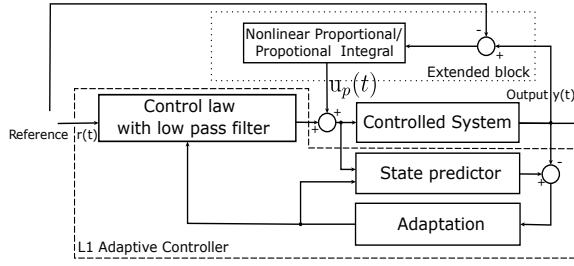 Nonlinear Proportional/
Propotional Integral
-
+
Extended block
u_p(t)
Output y(t)
Control law
with low pass filter
+
+
Controlled System
Reference r(t)
State predictor
-
+
Adaptation
L1 Adaptive Controller